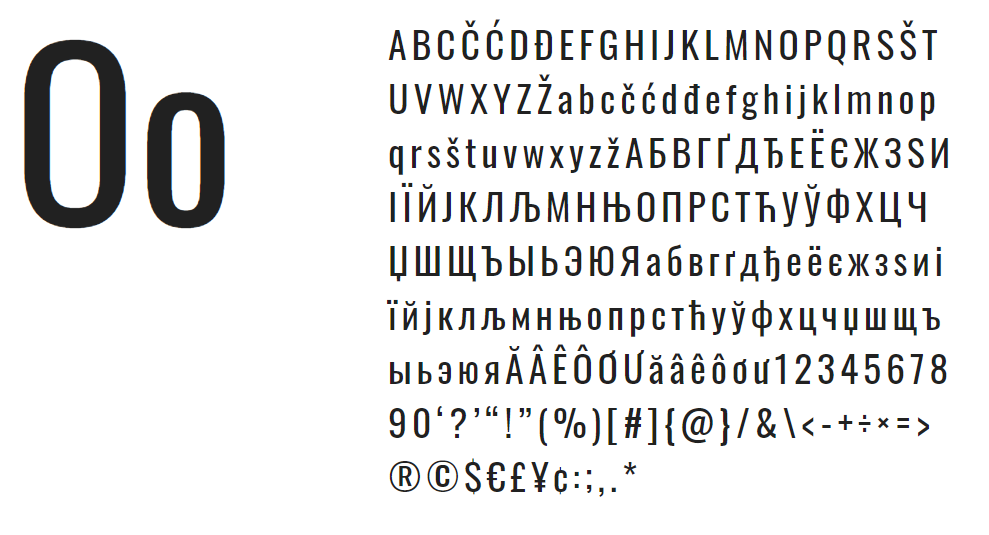 Oo
ABCČĆDĐEFGHIJKLMNOPQRSŠT
UVWXYZŽabcčćdđefghijklmnop
qrsštuvwxyzžАБВГҐДЂЕЁЄЖЗЅИ
ІЇЙЈКЛЉМНЊОПРСТЋУЎФХЦЧ
ЏШЩЪЫЬЭЮЯабвгґдђеёєжзѕиі
їйјклљмнњопрстћуўфхцчџшщъ
ыьэюяĂÂÊÔƠƯăâêôơư12345678
90‘?’“!”(%)[#]{@}/&\<-+÷×=>
®©$€£¥¢:;,.*